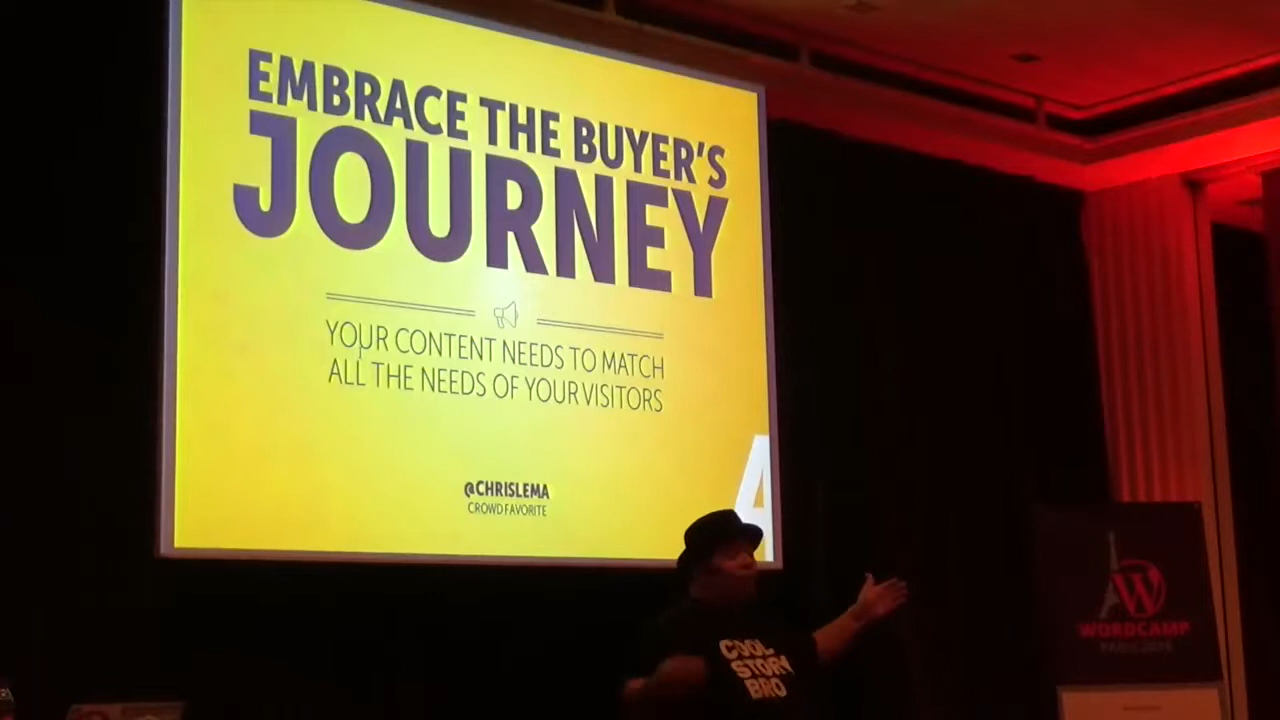 EMBRACE THE BUYER'S
JOURNEY
YOUR CONTENT NEEDS TO MATCH
ALL THE NEEDS OF YOUR VISITORS
@CHRISLEMA
CROWD FAVORITE
A
COOL
STORY
BRO
W
WORDCAMP